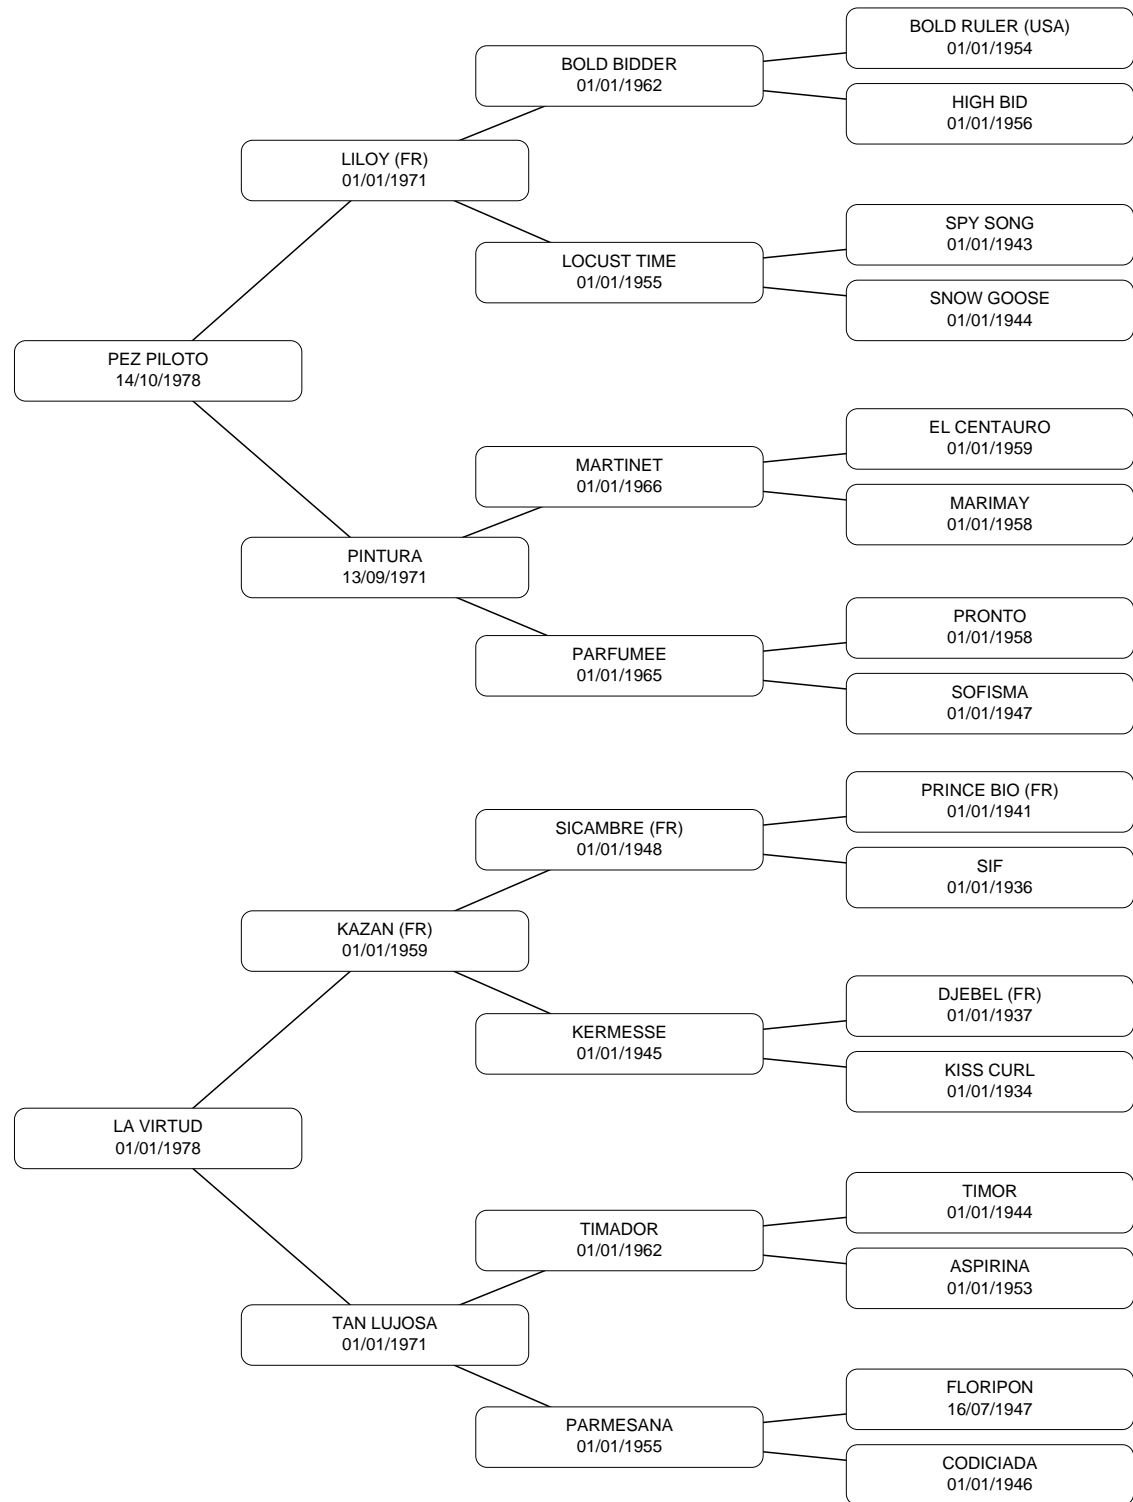 BOLD RULER (USA)
01/01/1954
BOLD BIDDER
01/01/1962
HIGH BID
01/01/1956
LILOY (FR)
01/01/1971
SPY SONG
01/01/1943
LOCUST TIME
01/01/1955
SNOW GOOSE
01/01/1944
PEZ PILOTO
14/10/1978
EL CENTAURO
01/01/1959
MARTINET
01/01/1966
MARIMAY
01/01/1958
PINTURA
13/09/1971
PRONTO
01/01/1958
PARFUMEE
01/01/1965
SOFISMA
01/01/1947
PRINCE BIO (FR)
01/01/1941
SICAMBRE (FR)
01/01/1948
SIF
01/01/1936
KAZAN (FR)
01/01/1959
DJEBEL (FR)
01/01/1937
KERMESSE
01/01/1945
KISS CURL
01/01/1934
LA VIRTUD
01/01/1978
TIMOR
01/01/1944
TIMADOR
01/01/1962
ASPIRINA
01/01/1953
TAN LUJOSA
01/01/1971
FLORIPON
16/07/1947
PARMESANA
01/01/1955
CODICIADA
01/01/1946